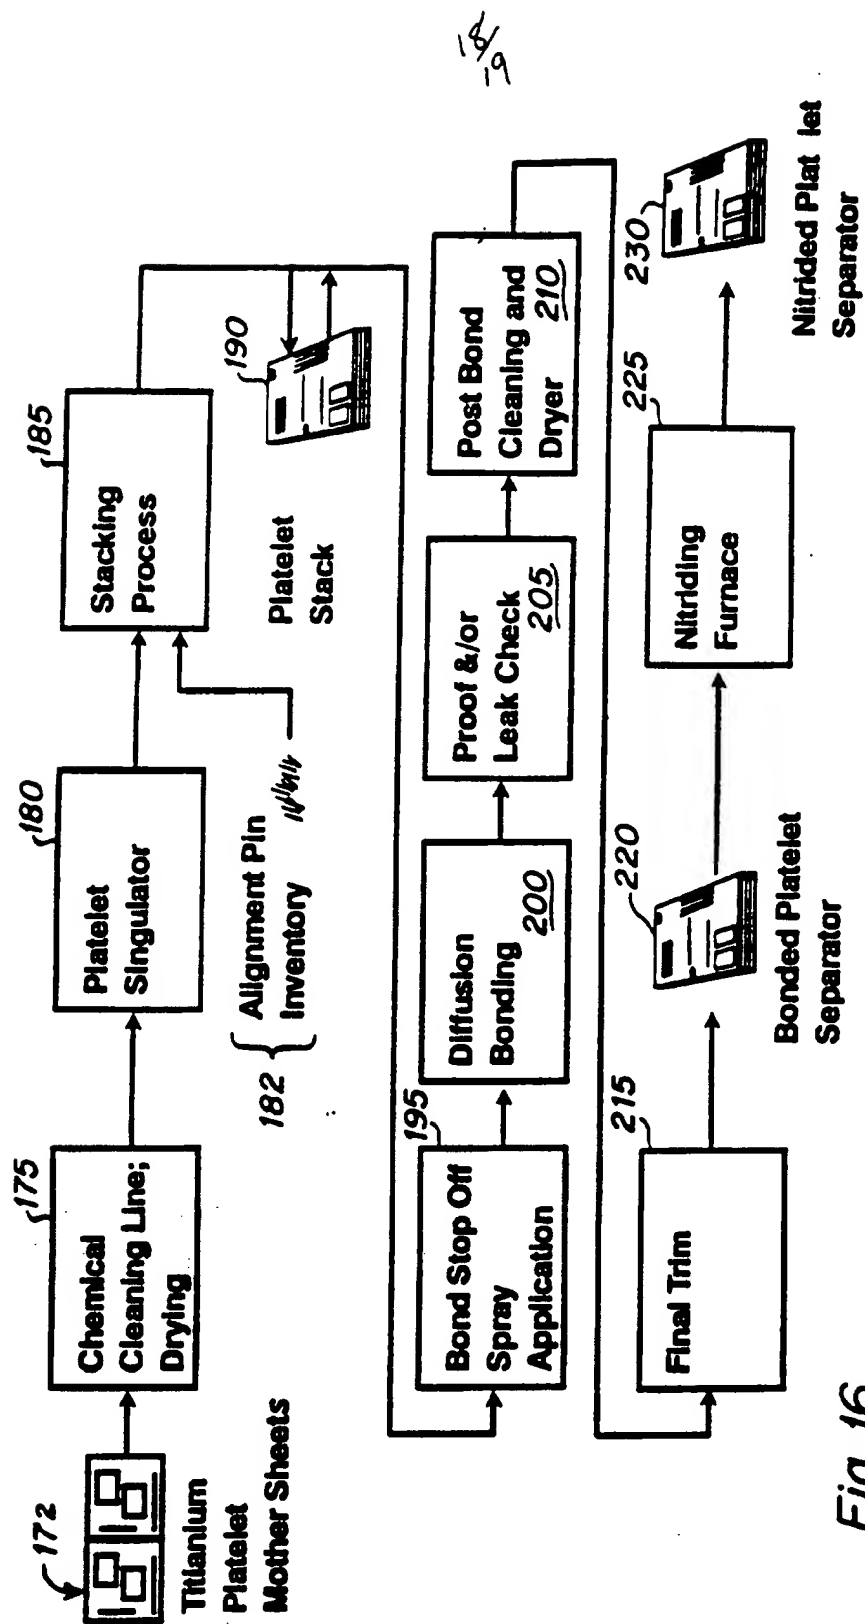 18/19
172
Titianium
Platelet
Mother Sheets
175
Chemical
Cleaning Line;
Drying
180
Platelet
Singulator
182
Alignment Pin
Inventory
185
Stacking
Process
190
Platelet
Stack
195
Bond Stop Off
Spray
Application
Diffusion
Bonding
200
Proof &/or
Leak Check
205
Post Bond
Cleaning and
Dryer
210
215
Final Trim
220
Bonded Platelet
Separator
225
Nitriding
Furnace
230
Nitrided Plat let
Separator
Fig. 16